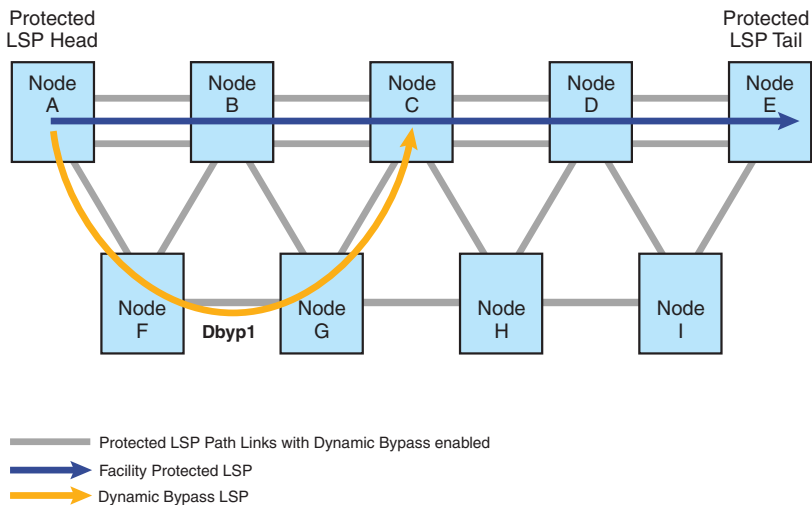 Protected
LSP Head
Protected
LSP Tail
Node
A
Node
B
Node
C
Node
D
Node
E
Node
F
Dbyp1
Node
G
Node
H
Node
I
Protected LSP Path Links with Dynamic Bypass enabled
Facility Protected LSP
Dynamic Bypass LSP